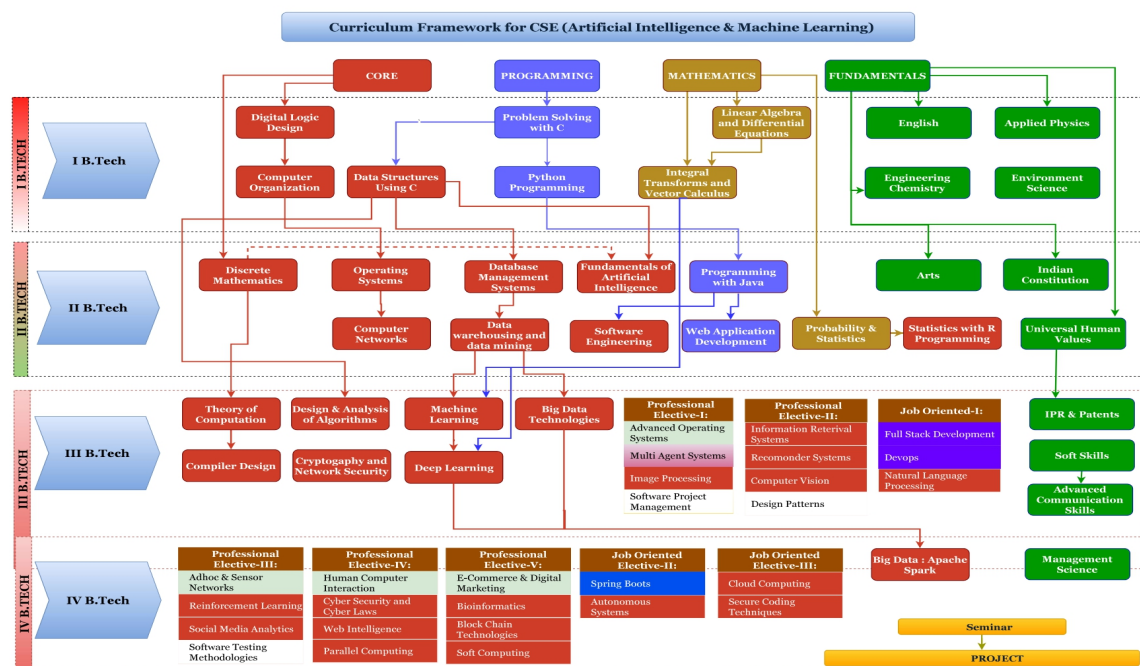 Curriculum Framework for CSE (Artificial Intelligence & Machine Learning)
CORE
PROGRAMMING
MATHEMATICS
FUNDAMENTALS
I B.TECH
I B.Tech
Digital Logic
Design
Problem Solving
with C
Linear Algebra
and Differential
Equations
English
Applied Physics
Computer
Organization
Data Structures
Using C
Python
Programming
Integral
Transforms and
Vector Calculus
Engineering
Chemistry
Environment
Science
II B.TECH
II B.Tech
Discrete
Mathematics
Operating
Systems
Database
Management
Systems
Fundamentals of
Artificial
Intelligence
Programming
with Java
Arts
Indian
Constitution
Computer
Networks
Data
warehousing and
data mining
Software
Engineering
Web Application
Development
Probability &
Statistics
Statistics with R
Programming
Universal Human
Values
III B.TECH
III B.Tech
Theory of
Computation
Design & Analysis
of Algorithms
Machine
Learning
Big Data
Technologies
Compiler Design
Cryptogaphy and
Network Security
Deep Learning
Professional
Elective-I:
Advanced Operating
Systems
Multi Agent Systems
Image Processing
Software Project
Management
Professional
Elective-II:
Information Reterival
Systems
Recomonder Systems
Computer Vision
Design Patterns
Job Oriented-I:
Full Stack Development
Devops
Natural Language
Processing
IPR & Patents
Soft Skills
Advanced
Communication
Skills
IV B.TECH
IV B.Tech
Professional
Elective-III:
Adhoc & Sensor
Networks
Reinforcement Learning
Social Media Analytics
Software Testing
Methodologies
Professional
Elective-IV:
Human Computer
Interaction
Cyber Security and
Cyber Laws
Web Intelligence
Parallel Computing
Professional
Elective-V:
E-Commerce & Digital
Marketing
Bioinformatics
Block Chain
Technologies
Soft Computing
Job Oriented
Elective-II:
Spring Boots
Autonomous
Systems
Job Oriented
Elective-III:
Cloud Computing
Secure Coding
Techniques
Big Data : Apache
Spark
Management
Science
Seminar
PROJECT